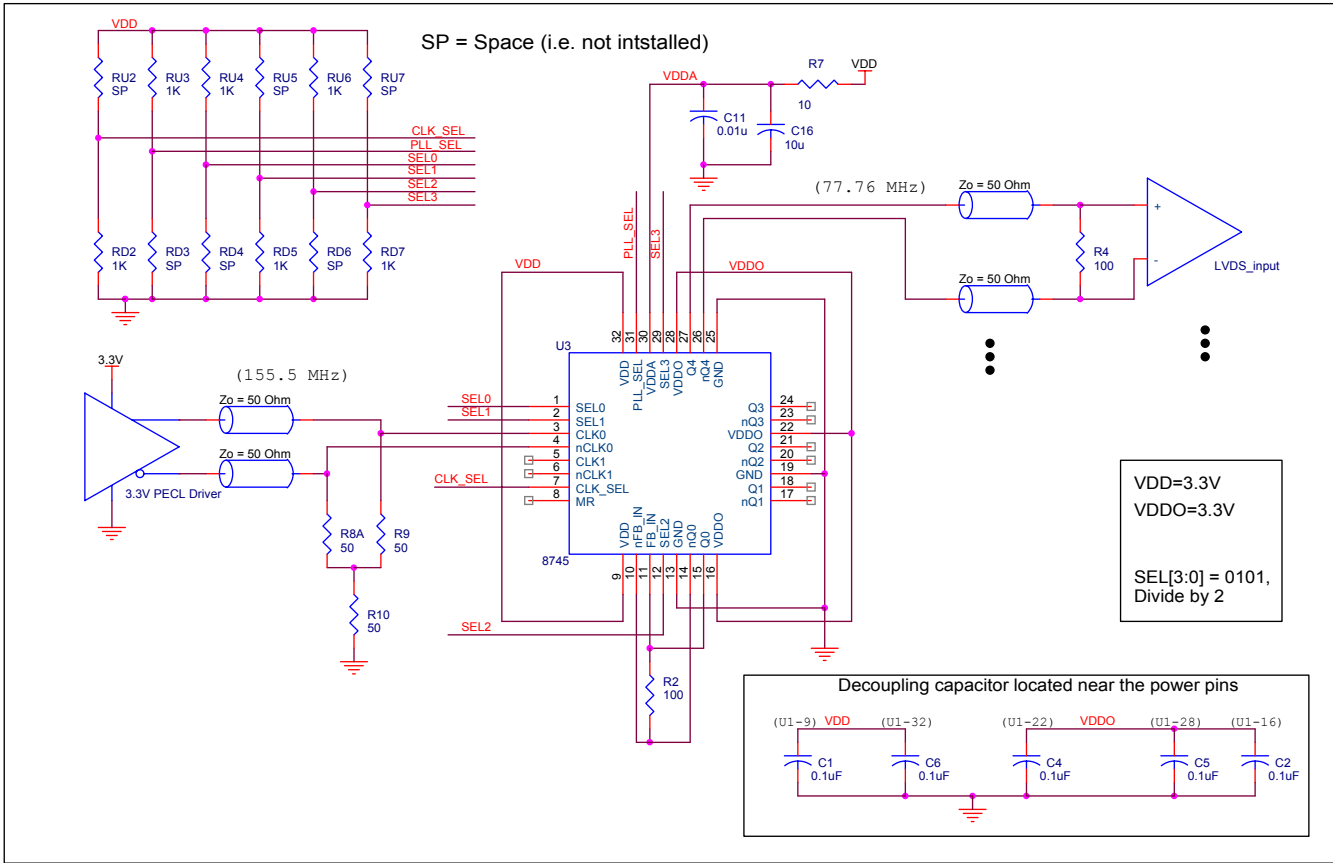 VDD
SP = Space (i.e. not intstalled)
RU2
SP
RU3
1K
RU4
1K
RU5
SP
RU6
1K
RU7
SP
CLK_SEL
PLL_SEL
SEL0
SEL1
SEL2
SEL3
RD2
1K
RD3
SP
RD4
SP
RD5
1K
RD6
SP
RD7
1K
VDDA
R7
10
VDD
C11
0.01u
C16
10u
(77.76 MHz)
Zo = 50 Ohm
Zo = 50 Ohm
R4
100
+
-
LVDS_input
PLL_SEL
SEL3
VDD
VDDO
3.3V
(155.5 MHz)
Zo = 50 Ohm
Zo = 50 Ohm
3.3V PECL Driver
R8A
50
R9
50
R10
50
U3
32
31
30
29
28
27
26
25
VDD
PLL_SEL
VDDA
SEL3
VDDO
Q4
nQ4
GND
SEL0
SEL1
CLK_SEL
1
2
3
4
5
6
7
8
SEL0
SEL1
CLK0
nCLK0
CLK1
nCLK1
CLK_SEL
MR
Q3
nQ3
VDDO
Q2
nQ2
GND
Q1
nQ1
24
23
22
21
20
19
18
17
VDD
nFB_IN
FB_IN
SEL2
GND
nQ0
Q0
VDDO
8745
9
10
11
12
13
14
15
16
SEL2
R2
100
VDD=3.3V
VDDO=3.3V
SEL[3:0] = 0101,
Divide by 2
Decoupling capacitor located near the power pins
(U1-9) VDD (U1-32) (U1-22) VDDO (U1-28) (U1-16)
C1
0.1uF
C6
0.1uF
C4
0.1uF
C5
0.1uF
C2
0.1uF